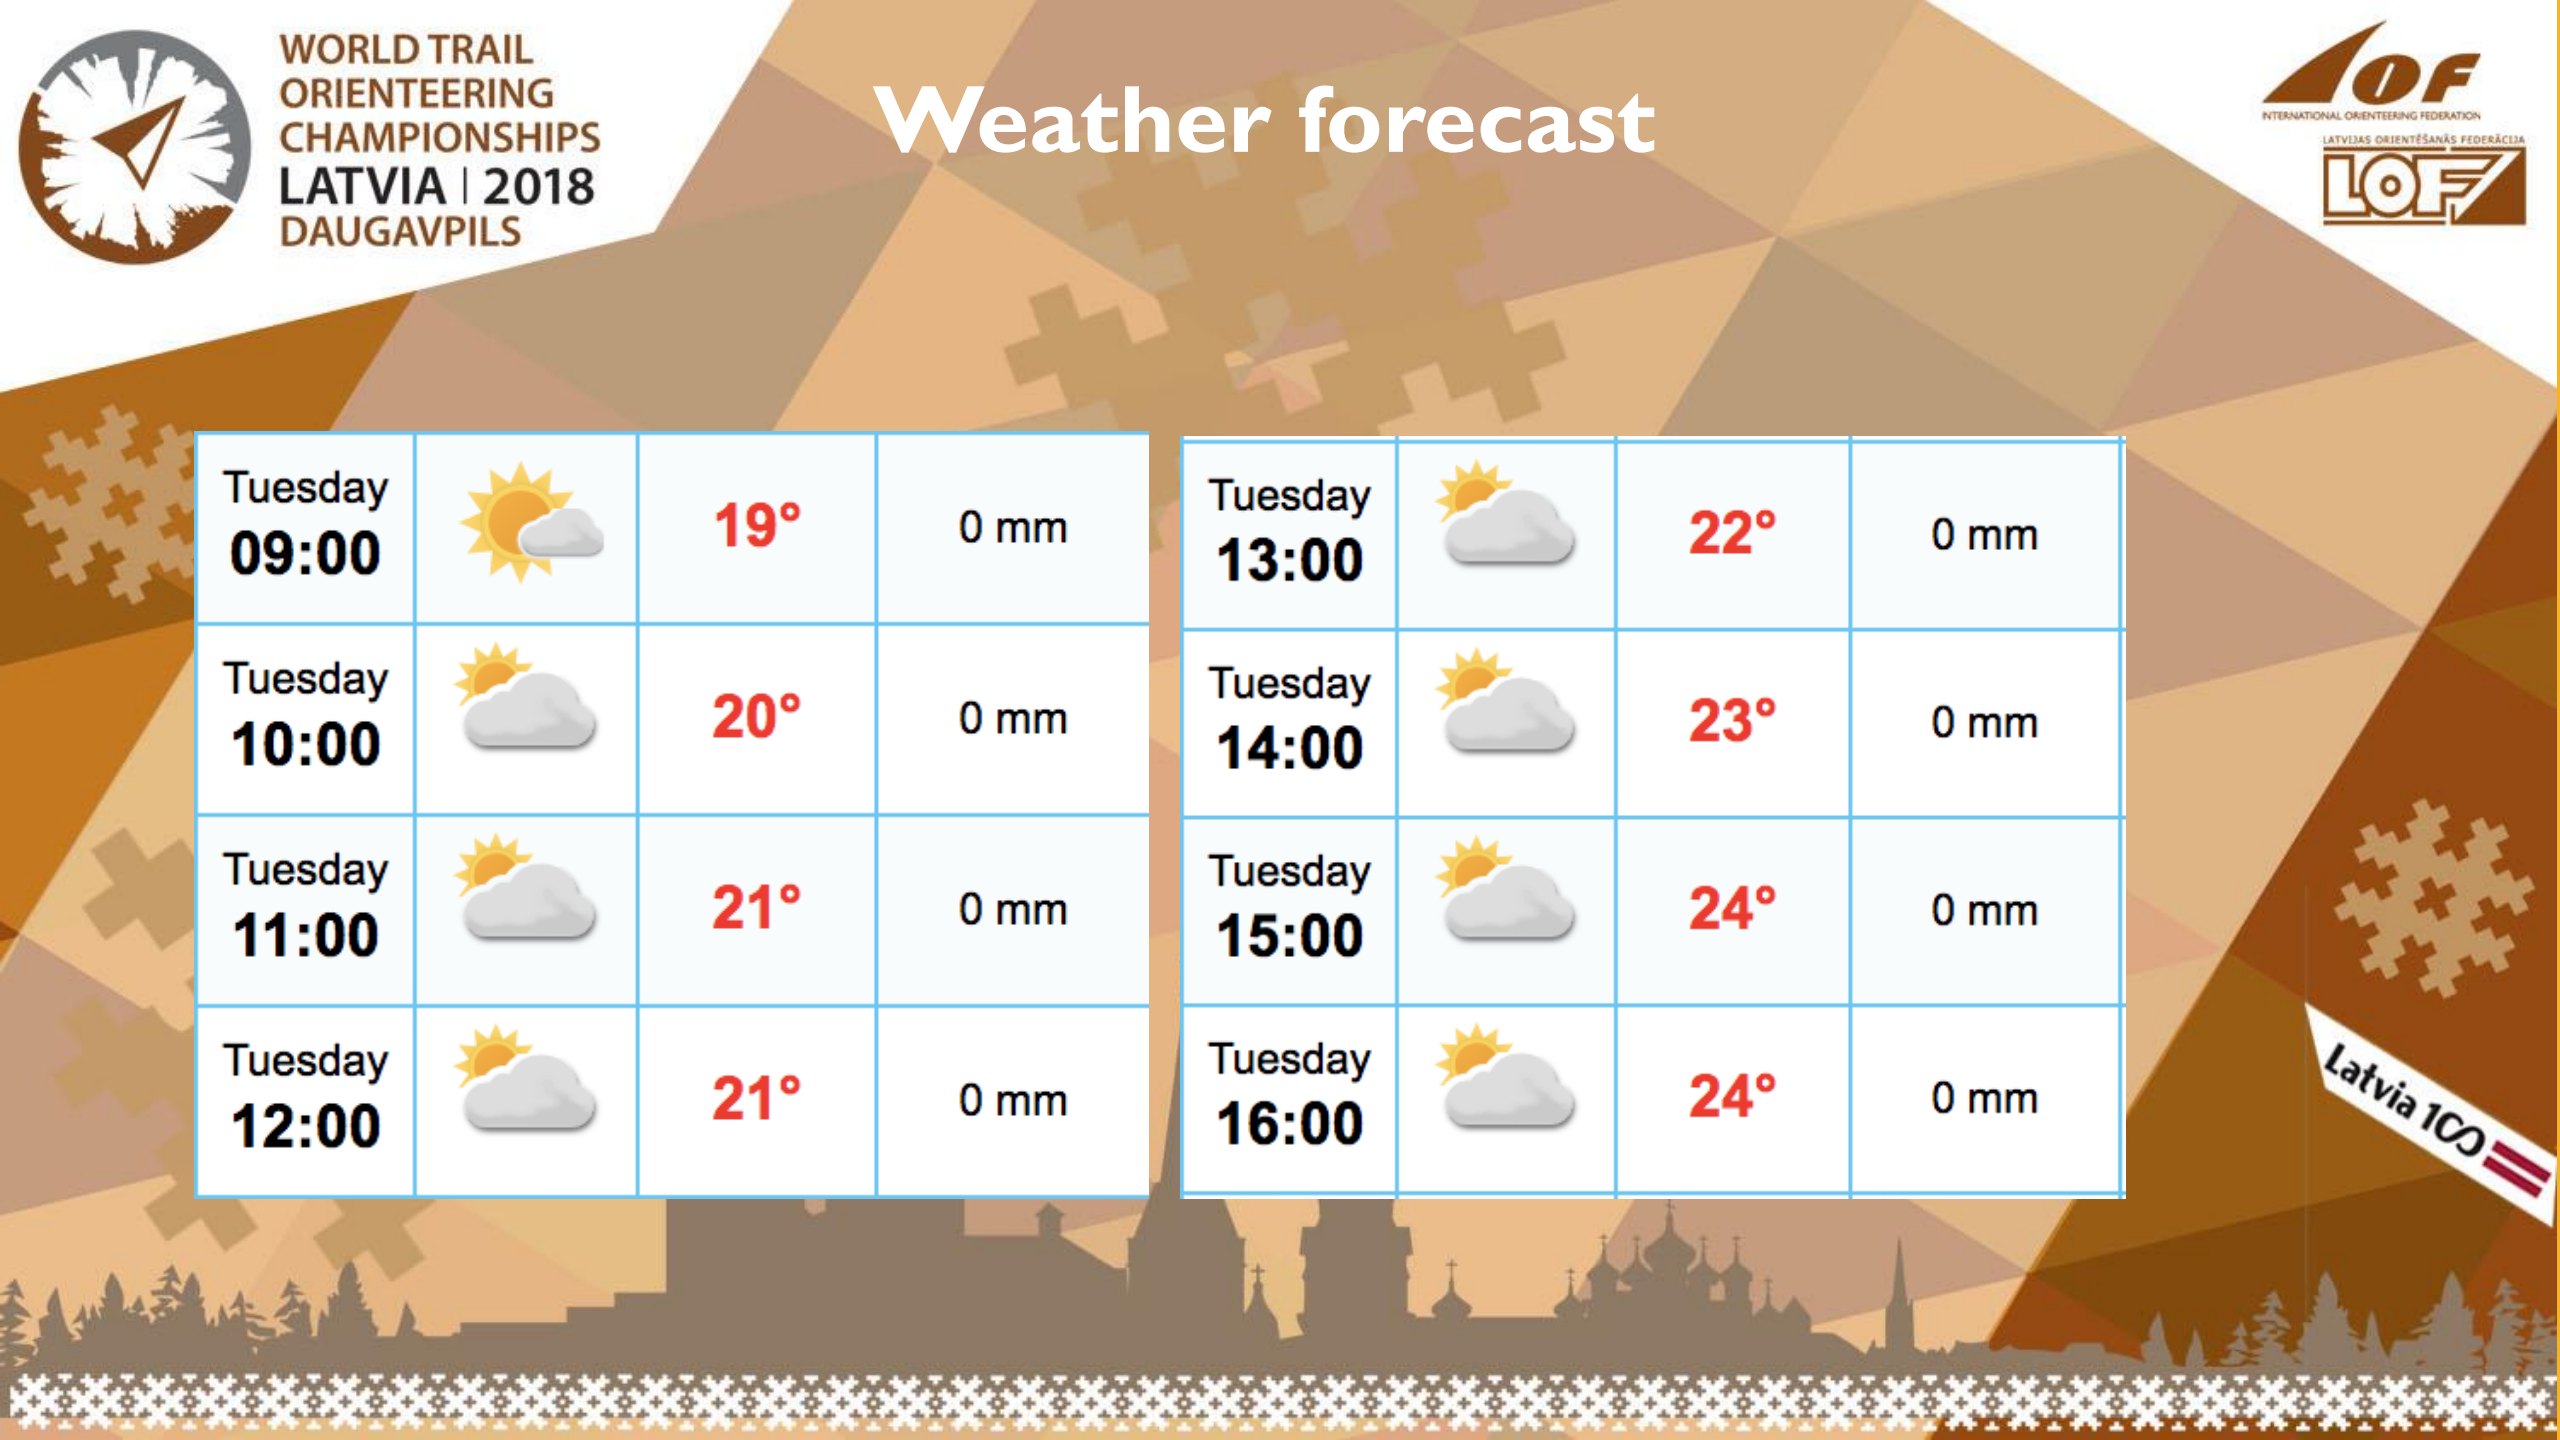 WORLD TRAIL
ORIENTEERING
CHAMPIONSHIPS
LATVIA | 2018
DAUGAVPILS
Weather forecast
IOF
INTERNATIONAL ORIENTEERING FEDERATION
LATVIJAS ORIENTĒŠANĀS FEDERĀCIJA
LOF
Tuesday
09:00 19° 0 mm
Tuesday
10:00 20° 0 mm
Tuesday
11:00 21° 0 mm
Tuesday
12:00 21° 0 mm
Tuesday
13:00 22° 0 mm
Tuesday
14:00 23° 0 mm
Tuesday
15:00 24° 0 mm
Tuesday
16:00 24° 0 mm
Latvia 100